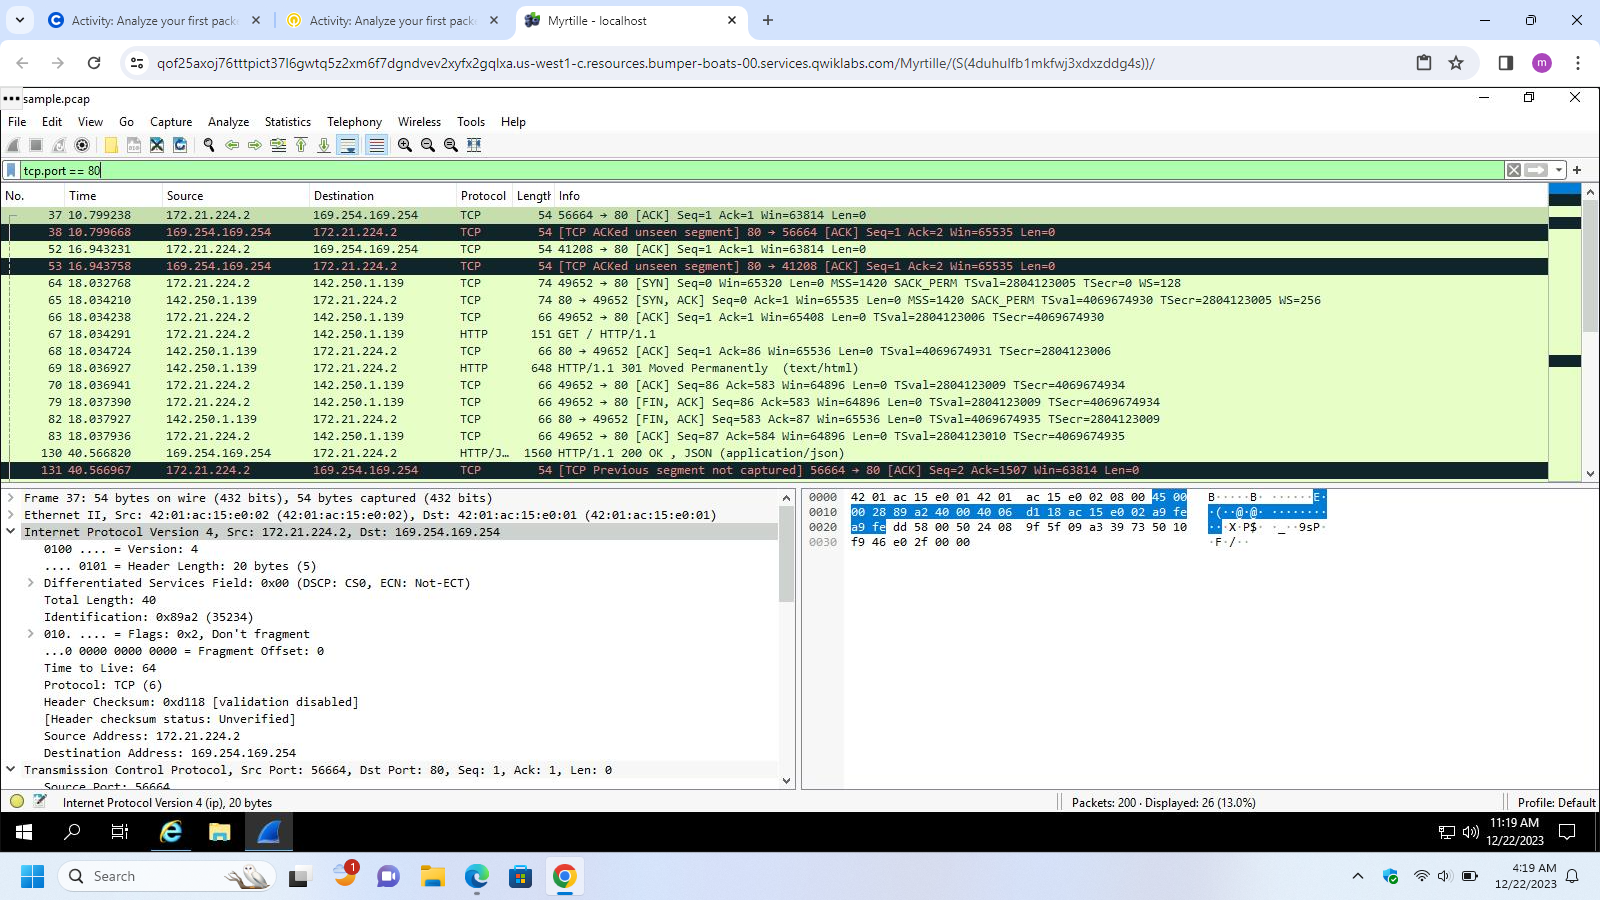 Activity: Analyze your first pack
Activity: Analyze your first pack
Myrtille - localhost
qof25axoj76tttpict37l6gwtq5z2xm6f7dgndvev2xyfx2gqlxa.us-west1-c.resources.bumper-boats-00.services.qwiklabs.com/Myrtille/(S(4duhulfb1mkfwj3xdxzddg4s))/
m
sample.pcap
File Edit View Go Capture Analyze Statistics Telephony Wireless Tools Help
tcp.port == 80
No. Time Source Destination Protocol Length Info
37 10.799238 172.21.224.2 169.254.169.254 TCP 54 56664 → 80 [ACK] Seq=1 Ack=1 Win=63814 Len=0
38 10.799668 169.254.169.254 172.21.224.2 TCP 54 [TCP ACKed unseen segment] 80 → 56664 [ACK] Seq=1 Ack=2 Win=65535 Len=0
52 16.943231 172.21.224.2 169.254.169.254 TCP 54 41208 → 80 [ACK] Seq=1 Ack=1 Win=63814 Len=0
53 16.943758 169.254.169.254 172.21.224.2 TCP 54 [TCP ACKed unseen segment] 80 → 41208 [ACK] Seq=1 Ack=2 Win=65535 Len=0
64 18.032768 172.21.224.2 142.250.1.139 TCP 74 49652 → 80 [SYN] Seq=0 Win=65320 Len=0 MSS=1420 SACK_PERM TSval=2804123005 TSecr=0 WS=128
65 18.034210 142.250.1.139 172.21.224.2 TCP 74 80 → 49652 [SYN, ACK] Seq=0 Ack=1 Win=65535 Len=0 MSS=1420 SACK_PERM TSval=4069674930 TSecr=2804123005 WS=256
66 18.034238 172.21.224.2 142.250.1.139 TCP 66 49652 → 80 [ACK] Seq=1 Ack=1 Win=65408 Len=0 TSval=2804123006 TSecr=4069674930
67 18.034291 172.21.224.2 142.250.1.139 HTTP 151 GET / HTTP/1.1
68 18.034724 142.250.1.139 172.21.224.2 TCP 66 80 → 49652 [ACK] Seq=1 Ack=86 Win=65536 Len=0 TSval=4069674931 TSecr=2804123006
69 18.036927 142.250.1.139 172.21.224.2 HTTP 648 HTTP/1.1 301 Moved Permanently (text/html)
70 18.036941 172.21.224.2 142.250.1.139 TCP 66 49652 → 80 [ACK] Seq=86 Ack=583 Win=64896 Len=0 TSval=2804123009 TSecr=4069674934
79 18.037390 172.21.224.2 142.250.1.139 TCP 66 49652 → 80 [FIN, ACK] Seq=86 Ack=583 Win=64896 Len=0 TSval=2804123009 TSecr=4069674934
82 18.037927 142.250.1.139 172.21.224.2 TCP 66 80 → 49652 [FIN, ACK] Seq=583 Ack=87 Win=65536 Len=0 TSval=4069674935 TSecr=2804123009
83 18.037936 172.21.224.2 142.250.1.139 TCP 66 49652 → 80 [ACK] Seq=87 Ack=584 Win=64896 Len=0 TSval=2804123010 TSecr=4069674935
130 40.566820 169.254.169.254 172.21.224.2 HTTP/J… 1560 HTTP/1.1 200 OK , JSON (application/json)
131 40.566967 172.21.224.2 169.254.169.254 TCP 54 [TCP Previous segment not captured] 56664 → 80 [ACK] Seq=2 Ack=1507 Win=63814 Len=0
Frame 37: 54 bytes on wire (432 bits), 54 bytes captured (432 bits)
Ethernet II, Src: 42:01:ac:15:e0:02 (42:01:ac:15:e0:02), Dst: 42:01:ac:15:e0:01 (42:01:ac:15:e0:01)
Internet Protocol Version 4, Src: 172.21.224.2, Dst: 169.254.169.254
0100 .... = Version: 4
.... 0101 = Header Length: 20 bytes (5)
Differentiated Services Field: 0x00 (DSCP: CS0, ECN: Not-ECT)
Total Length: 40
Identification: 0x89a2 (35234)
010. .... = Flags: 0x2, Don't fragment
...0 0000 0000 0000 = Fragment Offset: 0
Time to Live: 64
Protocol: TCP (6)
Header Checksum: 0xd118 [validation disabled]
[Header checksum status: Unverified]
Source Address: 172.21.224.2
Destination Address: 169.254.169.254
Transmission Control Protocol, Src Port: 56664, Dst Port: 80, Seq: 1, Ack: 1, Len: 0
Source Port: 56664
0000 42 01 ac 15 e0 01 42 01 ac 15 e0 02 08 00 45 00 B·····B· ······E·
0010 00 28 89 a2 40 00 40 06 d1 18 ac 15 e0 02 a9 fe ·(··@·@· ········
0020 a9 fe dd 58 00 50 24 08 9f 5f 09 a3 39 73 50 10 ···X·P$· ·_··9sP·
0030 f9 46 e0 2f 00 00 ·F·/··
Internet Protocol Version 4 (ip), 20 bytes
Packets: 200 · Displayed: 26 (13.0%)
Profile: Default
11:19 AM
12/22/2023
Search
1
4:19 AM
12/22/2023